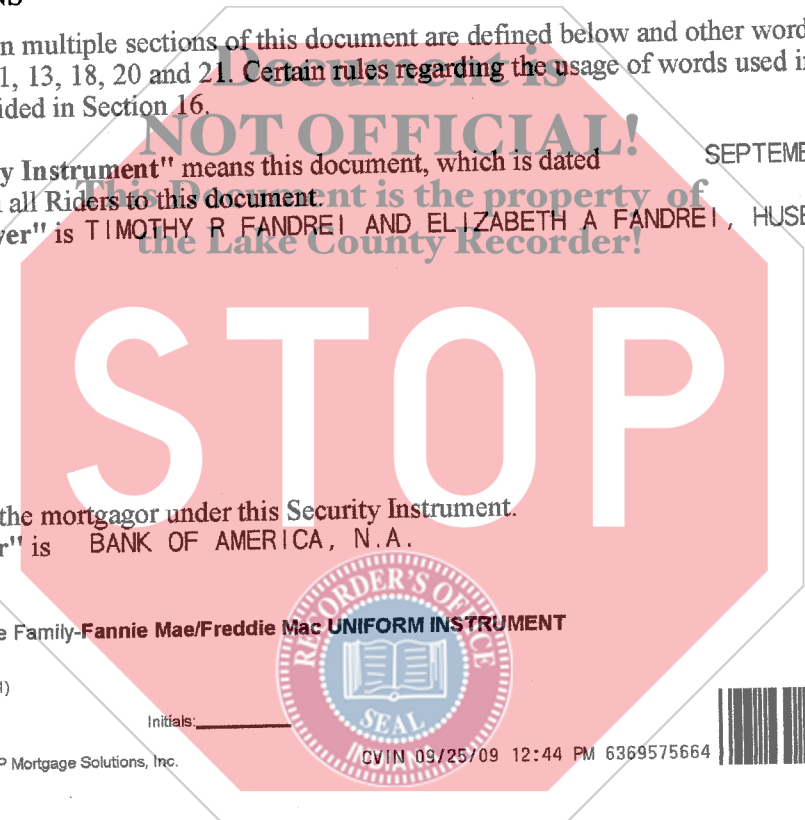 NS
n multiple sections of this document are defined below and other word
1, 13, 18, 20 and 21. Certain rules regarding the usage of words used in
ided in Section 16.
Document is
NOT OFFICIAL!
This Document is the property of
the Lake County Recorder!
y Instrument" means this document, which is dated SEPTEME
all Riders to this document.
er" is TIMOTHY R FANDREI AND ELIZABETH A FANDREI, HUSB
STOP
the mortgagor under this Security Instrument.
r" is BANK OF AMERICA, N.A.
e Family-Fannie Mae/Freddie Mac UNIFORM INSTRUMENT
RECORDER'S OFFICE
SEAL
INDIANA
Initials:
P Mortgage Solutions, Inc.
CVIN 09/25/09 12:44 PM 6369575664